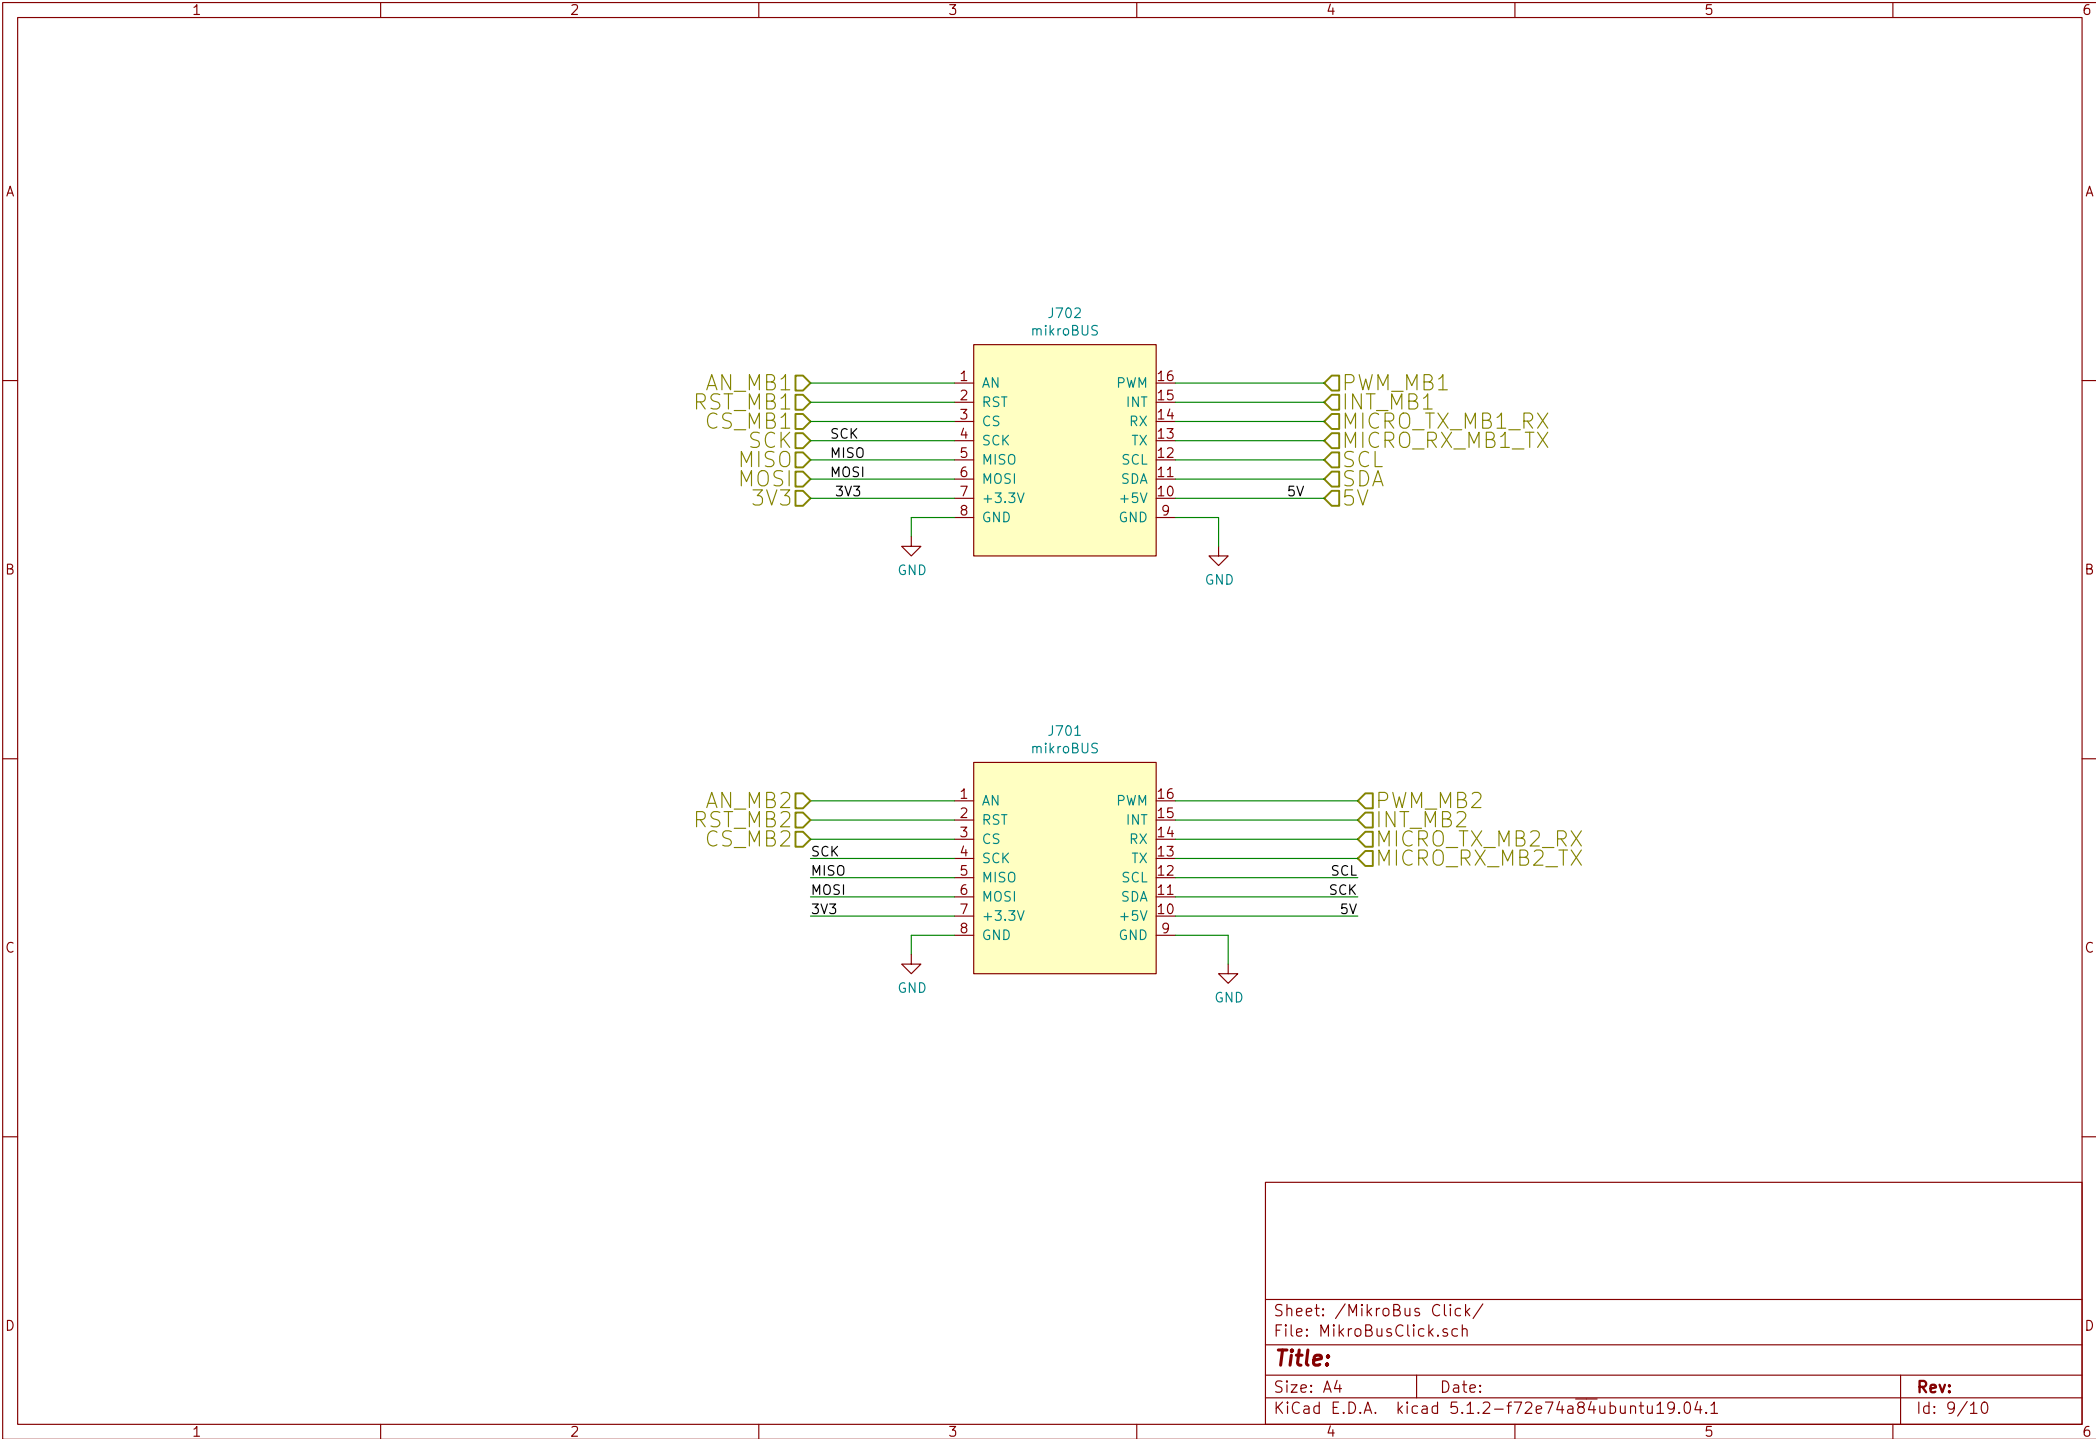 1 2 3 4 5 6
A A
J702
mikroBUS
AN_MB1 1 AN PWM 16 PWM_MB1
RST_MB1 2 RST INT 15 INT_MB1
CS_MB1 3 CS RX 14 MICRO_TX_MB1_RX
SCK SCK 4 SCK TX 13 MICRO_RX_MB1_TX
MISO MISO 5 MISO SCL 12 SCL
MOSI MOSI 6 MOSI SDA 11 SDA
3V3 3V3 7 +3.3V +5V 10 5V 5V
8 GND GND 9
B GND B
GND
J701
mikroBUS
AN_MB2 1 AN PWM 16 PWM_MB2
RST_MB2 2 RST INT 15 INT_MB2
CS_MB2 3 CS RX 14 MICRO_TX_MB2_RX
SCK 4 SCK TX 13 MICRO_RX_MB2_TX
MISO 5 MISO SCL 12 SCL
MOSI 6 MOSI SDA 11 SCK
3V3 7 +3.3V +5V 10 5V
8 GND GND 9
C C
GND
GND
Sheet: /MikroBus Click/
D D
File: MikroBusClick.sch
Title:
Size: A4 Date: Rev:
KiCad E.D.A. kicad 5.1.2-f72e74a84ubuntu19.04.1 Id: 9/10
1 2 3 4 5 6